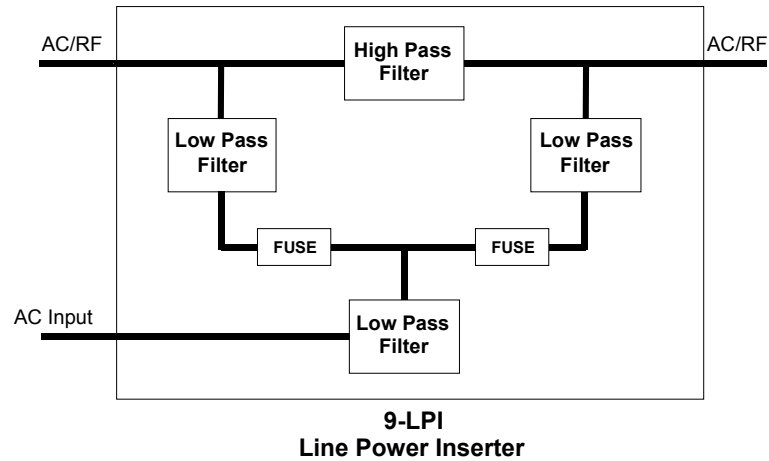 AC/RF
High Pass
Filter
AC/RF
Low Pass
Filter
Low Pass
Filter
FUSE
FUSE
AC Input
Low Pass
Filter
9-LPI
Line Power Inserter